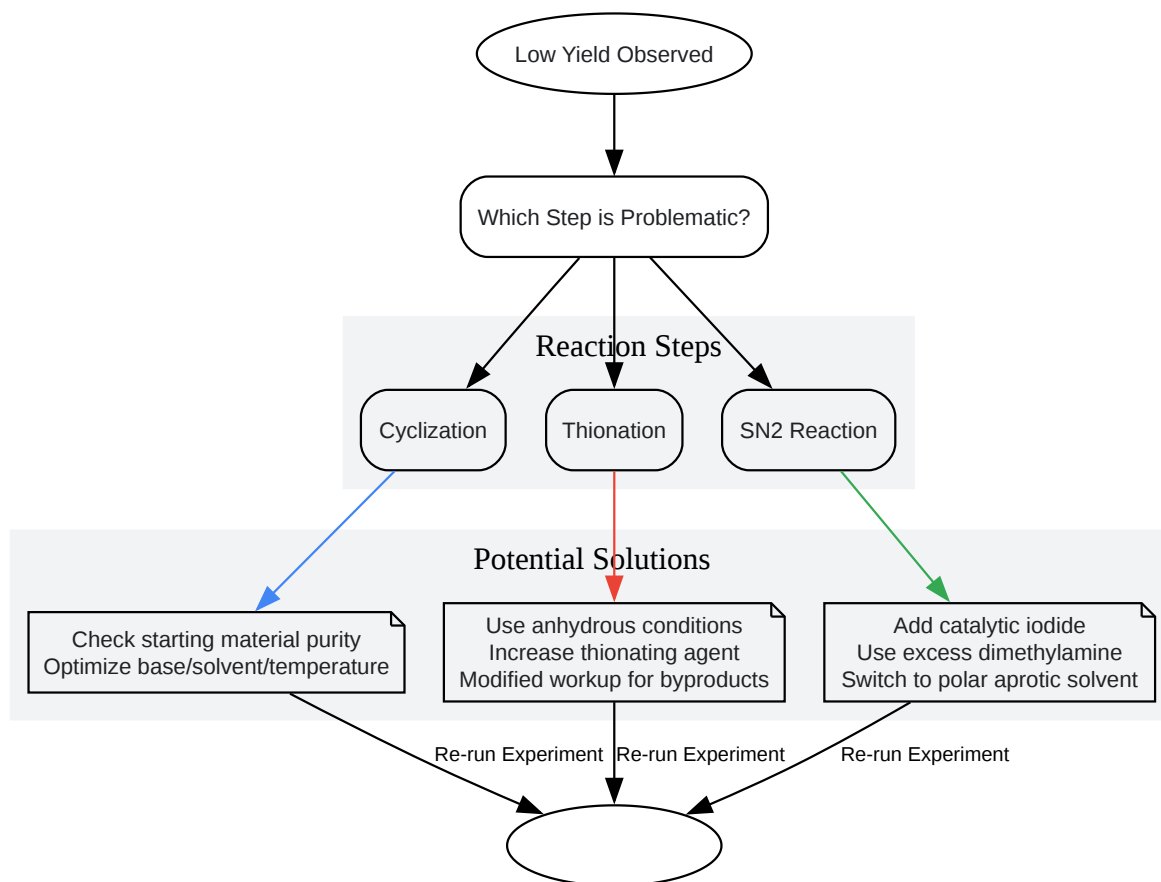 Low Yield Observed
Which Step is Problematic?
Reaction Steps
Cyclization
Thionation
SN2 Reaction
Potential Solutions
Check starting material purity
Optimize base/solvent/temperature
Use anhydrous conditions
Increase thionating agent
Modified workup for byproducts
Add catalytic iodide
Use excess dimethylamine
Switch to polar aprotic solvent
Re-run Experiment
Re-run Experiment
Re-run Experiment